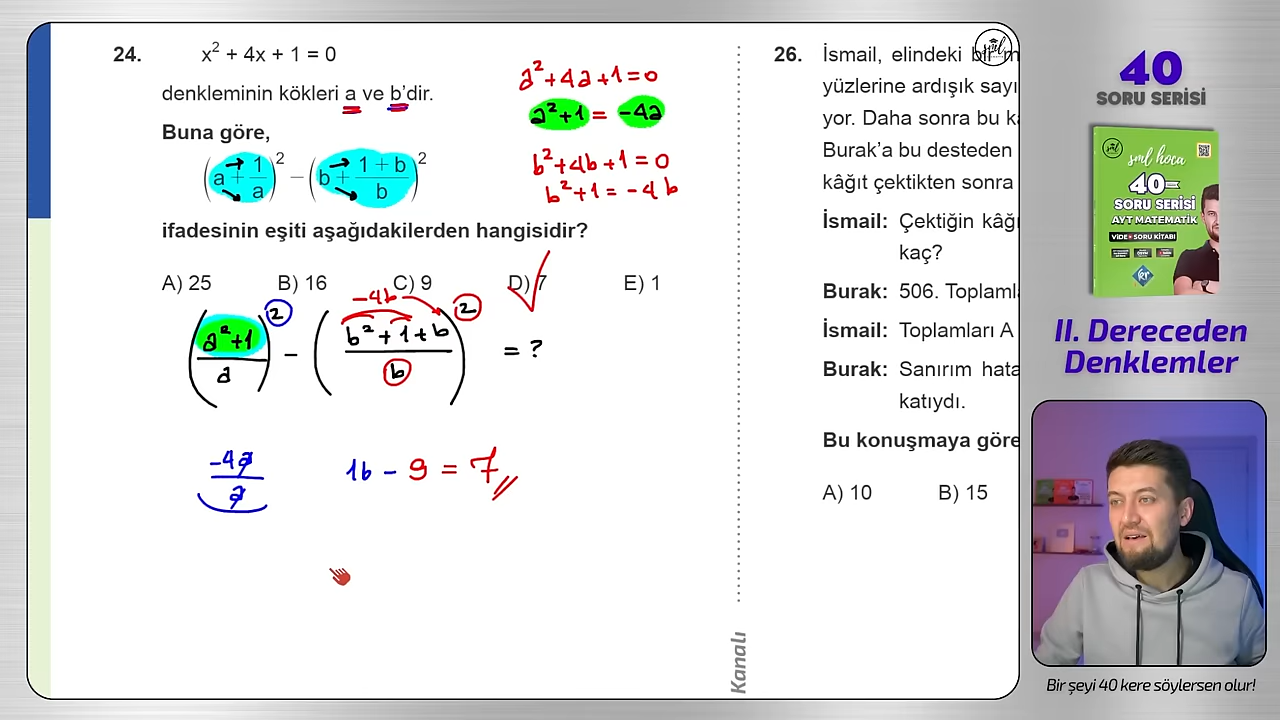 24. x² + 4x + 1 = 0
denkleminin kökleri a ve b'dir.
Buna göre,
(a + 1/a)² − (b + (1 + b)/b)²
ifadesinin eşiti aşağıdakilerden hangisidir?
A) 25 B) 16 C) 9 D) 7 E) 1
a² + 4a + 1 = 0
a² + 1 = -4a
b² + 4b + 1 = 0
b² + 1 = -4b
-4b
((a² + 1)/a)² − ((b² + 1 + b)/b)² = ?
-4a/a
16 - 9 = 7
Kanalı
26. İsmail, elindeki bir
yüzlerine ardışık sayı
yor. Daha sonra bu
Burak'a bu desteden
kâğıt çektikten sonra
İsmail: Çektiğin
kaç?
Burak: 506.
İsmail: Toplamları A
Burak: Sanırım hata
katıydı.
Bu konuşmaya göre
A) 10 B) 15
sml
40
SORU SERİSİ
sml hoca
40
SORU SERİSİ
AYT MATEMATİK
VİDEO SORU KİTABI
kr
II. Dereceden
Denklemler
Bir şeyi 40 kere söylersen olur!